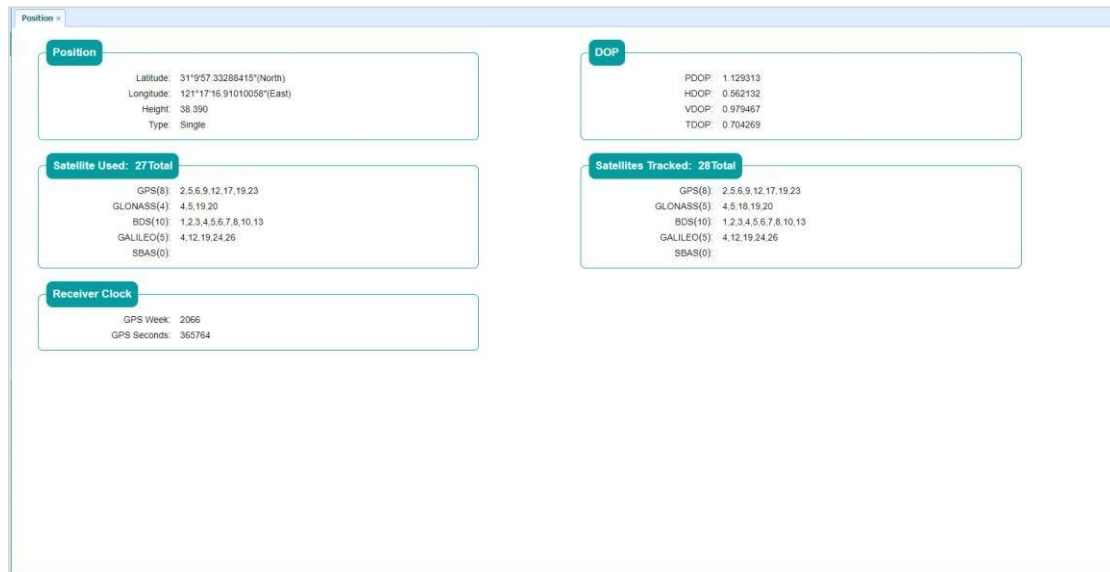 Position ×
Position
Latitude: 31°9'57.33288415"(North)
Longitude: 121°17'16.91010058"(East)
Height: 38.390
Type: Single
DOP
PDOP: 1.129313
HDOP: 0.562132
VDOP: 0.979467
TDOP: 0.704269
Satellite Used: 27Total
GPS(8): 2,5,6,9,12,17,19,23
GLONASS(4): 4,5,19,20
BDS(10): 1,2,3,4,5,6,7,8,10,13
GALILEO(5): 4,12,19,24,26
SBAS(0):
Satellites Tracked: 28Total
GPS(8): 2,5,6,9,12,17,19,23
GLONASS(5): 4,5,18,19,20
BDS(10): 1,2,3,4,5,6,7,8,10,13
GALILEO(5): 4,12,19,24,26
SBAS(0):
Receiver Clock
GPS Week: 2066
GPS Seconds: 365764